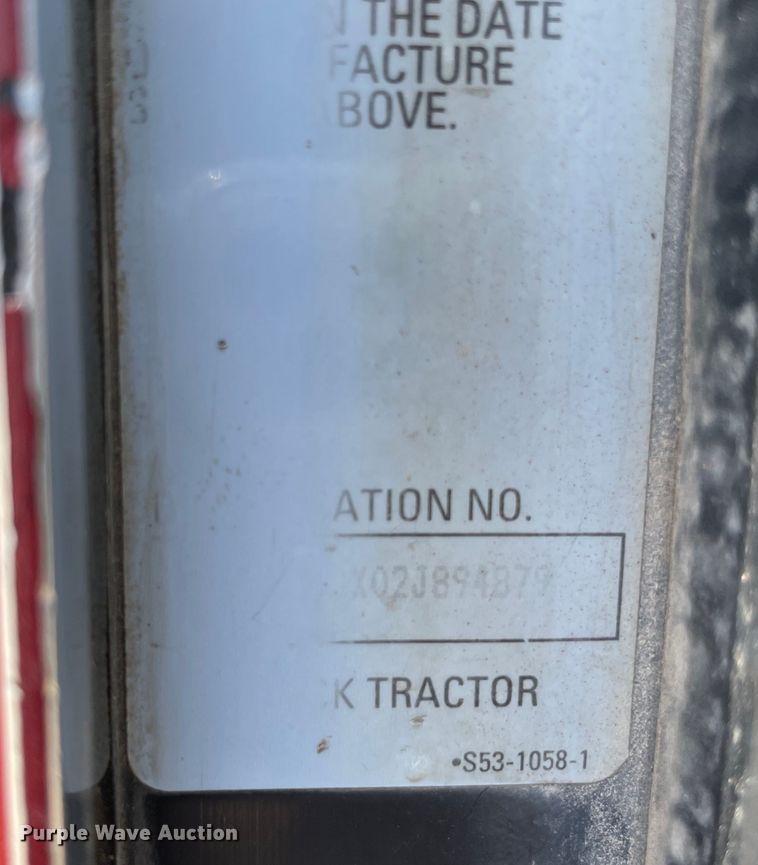 THE DATE
FACTURE
BOVE.
ATION NO.
X02J894879
K TRACTOR
•S53-1058-1
Purple Wave Auction